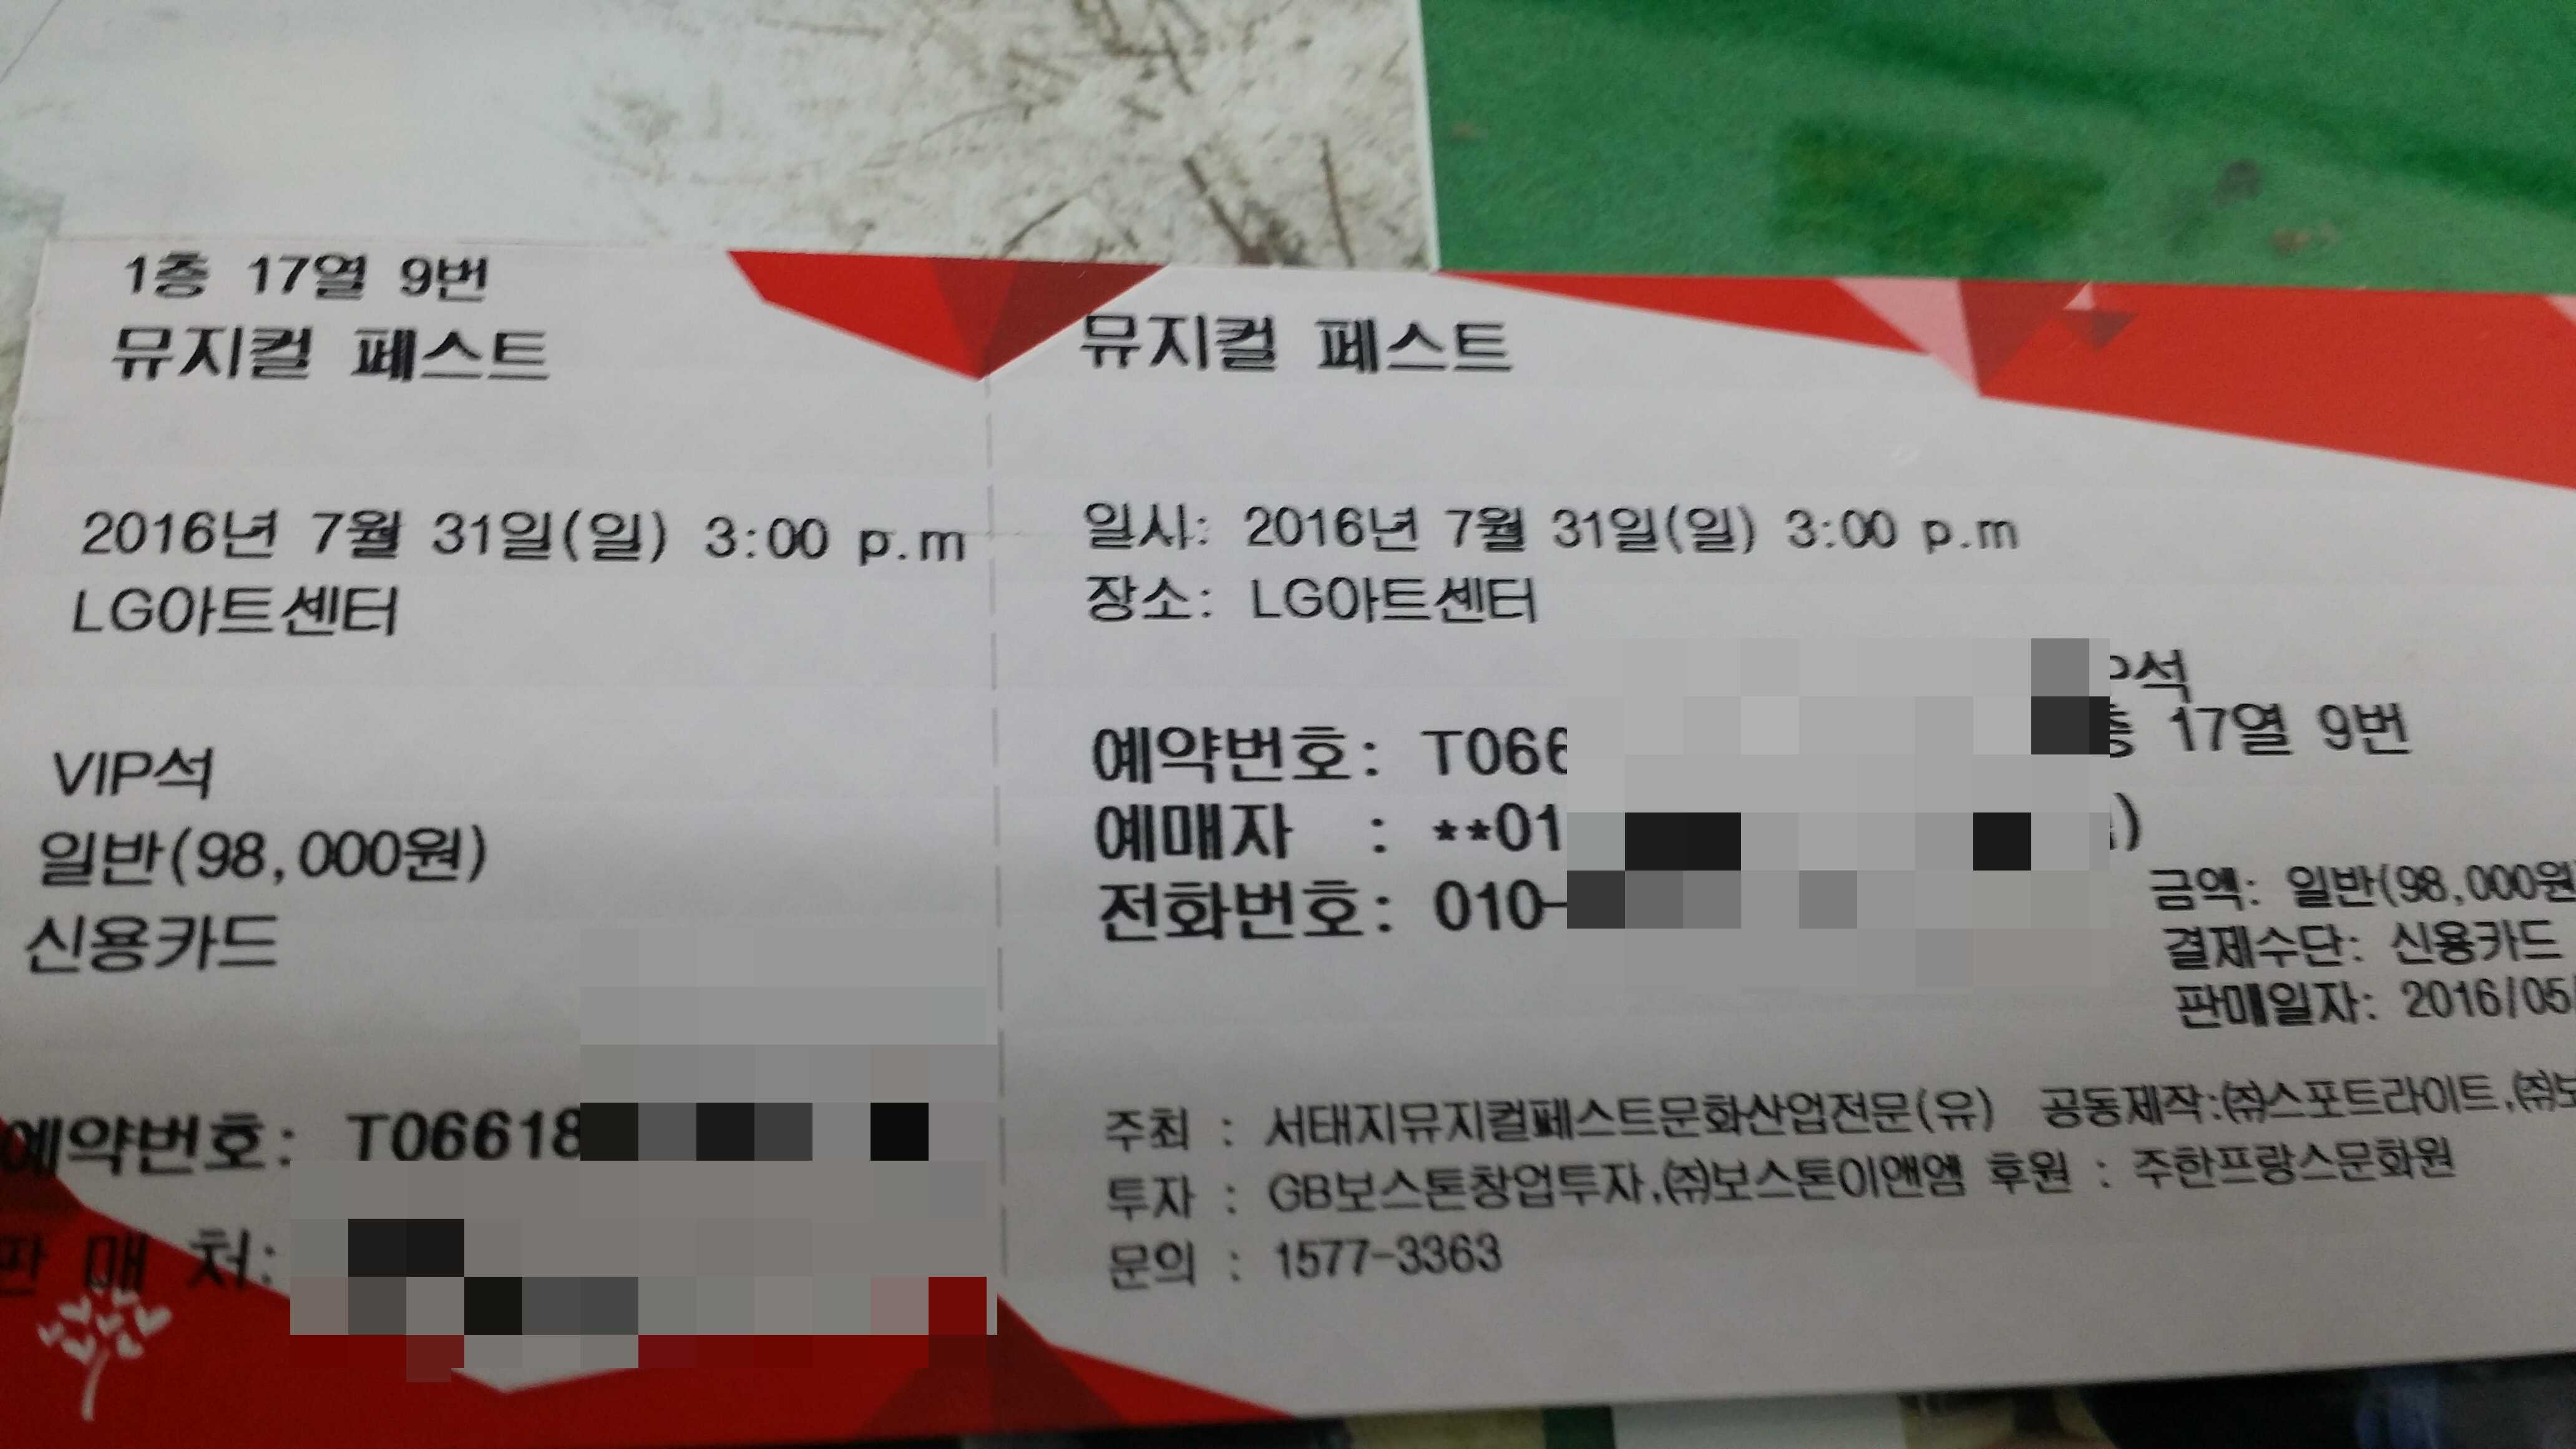 1층 17열 9번
뮤지컬 페스트
2016년 7월 31일(일) 3:00 p.m
LG아트센터
VIP석
일반(98,000원)
신용카드
예약번호: T06618
판 매 처:
뮤지컬 페스트
일시: 2016년 7월 31일(일) 3:00 p.m
장소: LG아트센터
석
17열 9번
예약번호: T066
예매자 : **01
전화번호: 010-
금액: 일반(98,000원
결제수단: 신용카드
판매일자: 2016/05
주최 : 서태지뮤지컬페스트문화산업전문(유) 공동제작:㈜스포트라이트,㈜보
투자 : GB보스톤창업투자,㈜보스톤이앤엠 후원 : 주한프랑스문화원
문의 : 1577-3363